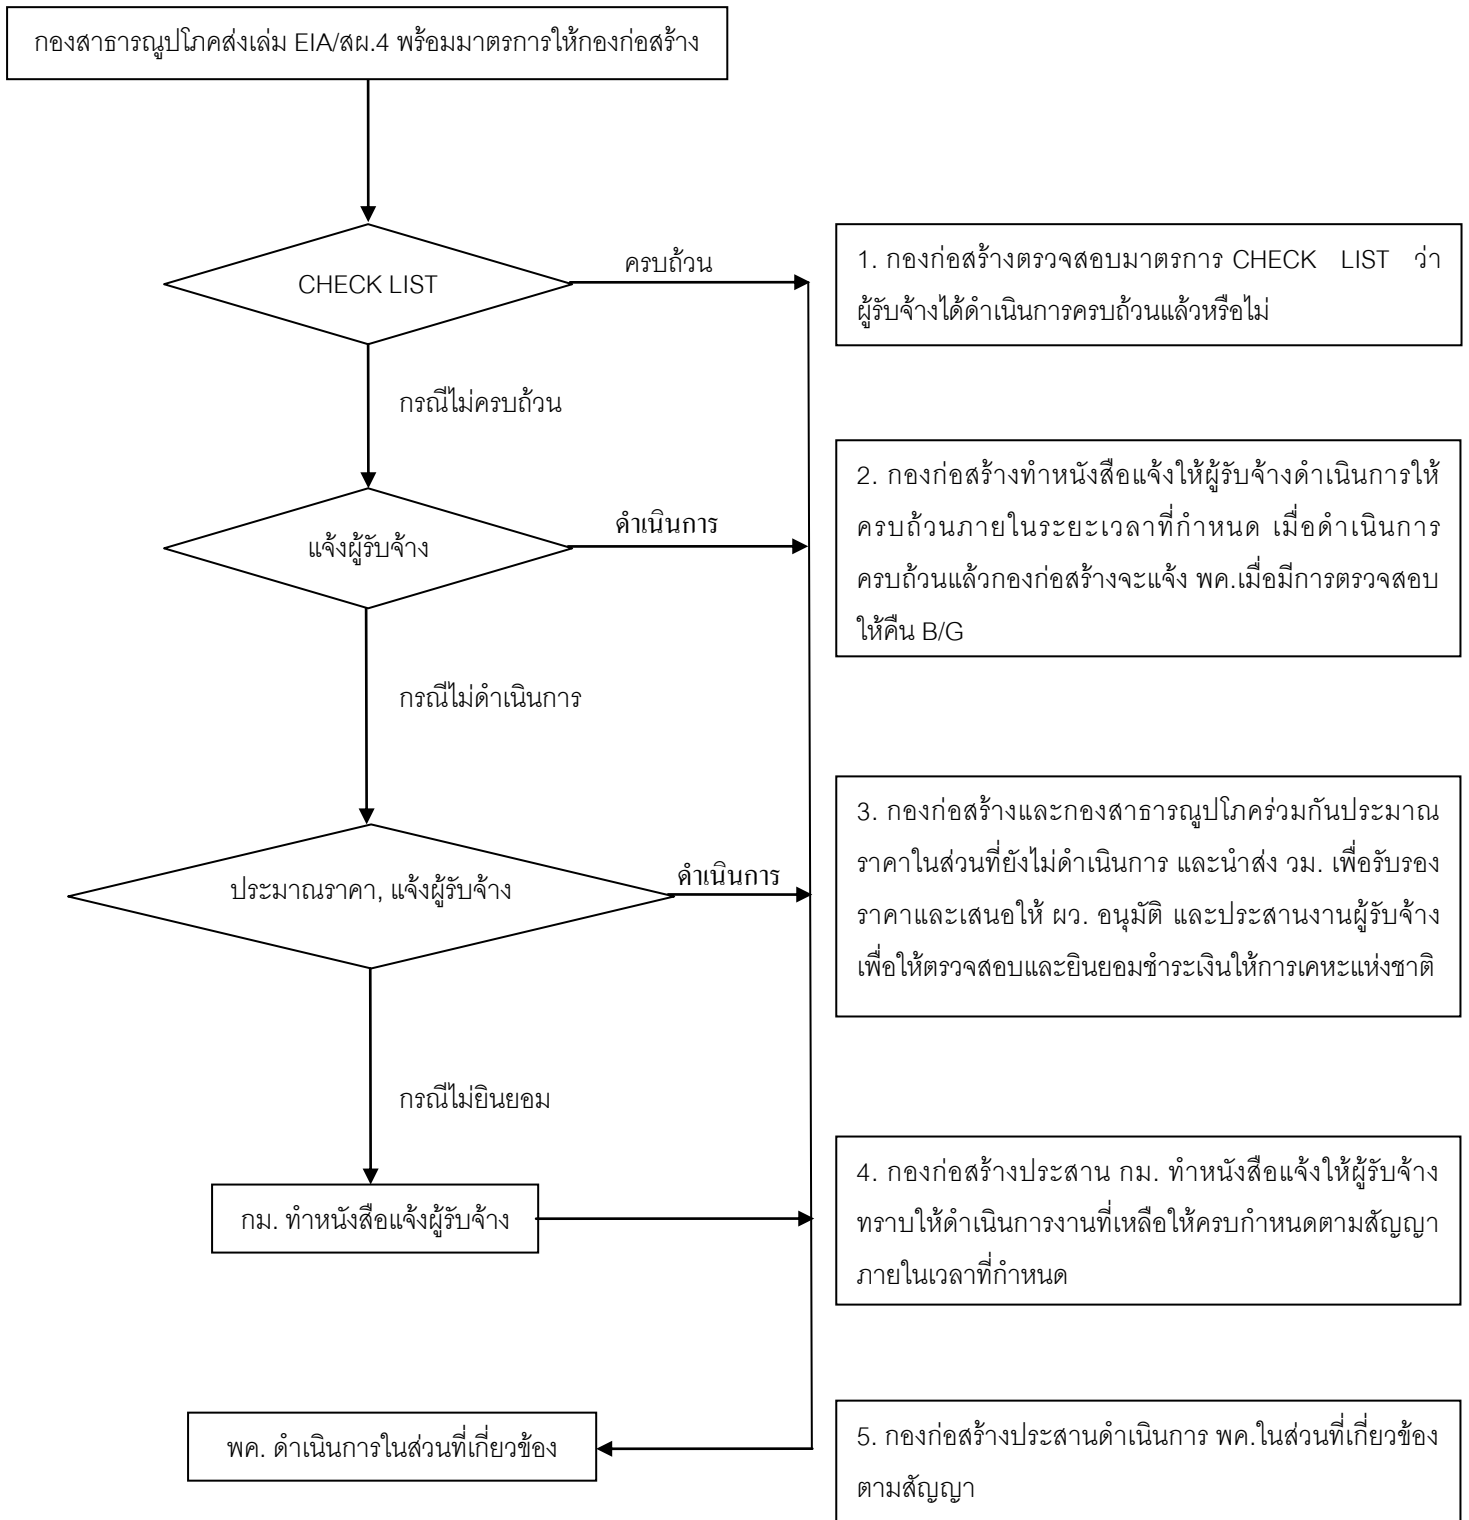 กองสาธารณูปโภคส่งเล่ม EIA/สผ.4 พร้อมมาตรการให้กองก่อสร้าง
CHECK LIST
ครบถ้วน
1. กองก่อสร้างตรวจสอบมาตรการ CHECK LIST ว่า
ผู้รับจ้างได้ดำเนินการครบถ้วนแล้วหรือไม่
กรณีไม่ครบถ้วน
แจ้งผู้รับจ้าง
ดำเนินการ
2. กองก่อสร้างทำหนังสือแจ้งให้ผู้รับจ้างดำเนินการให้
ครบถ้วนภายในระยะเวลาที่กำหนด เมื่อดำเนินการ
ครบถ้วนแล้วกองก่อสร้างจะแจ้ง พค.เมื่อมีการตรวจสอบ
ให้คืน B/G
กรณีไม่ดำเนินการ
ประมาณราคา, แจ้งผู้รับจ้าง
ดำเนินการ
3. กองก่อสร้างและกองสาธารณูปโภคร่วมกันประมาณ
ราคาในส่วนที่ยังไม่ดำเนินการ และนำส่ง วม. เพื่อรับรอง
ราคาและเสนอให้ ผว. อนุมัติ และประสานงานผู้รับจ้าง
เพื่อให้ตรวจสอบและยินยอมชำระเงินให้การเคหะแห่งชาติ
กรณีไม่ยินยอม
กม. ทำหนังสือแจ้งผู้รับจ้าง
4. กองก่อสร้างประสาน กม. ทำหนังสือแจ้งให้ผู้รับจ้าง
ทราบให้ดำเนินการงานที่เหลือให้ครบกำหนดตามสัญญา
ภายในเวลาที่กำหนด
พค. ดำเนินการในส่วนที่เกี่ยวข้อง
5. กองก่อสร้างประสานดำเนินการ พค.ในส่วนที่เกี่ยวข้อง
ตามสัญญา